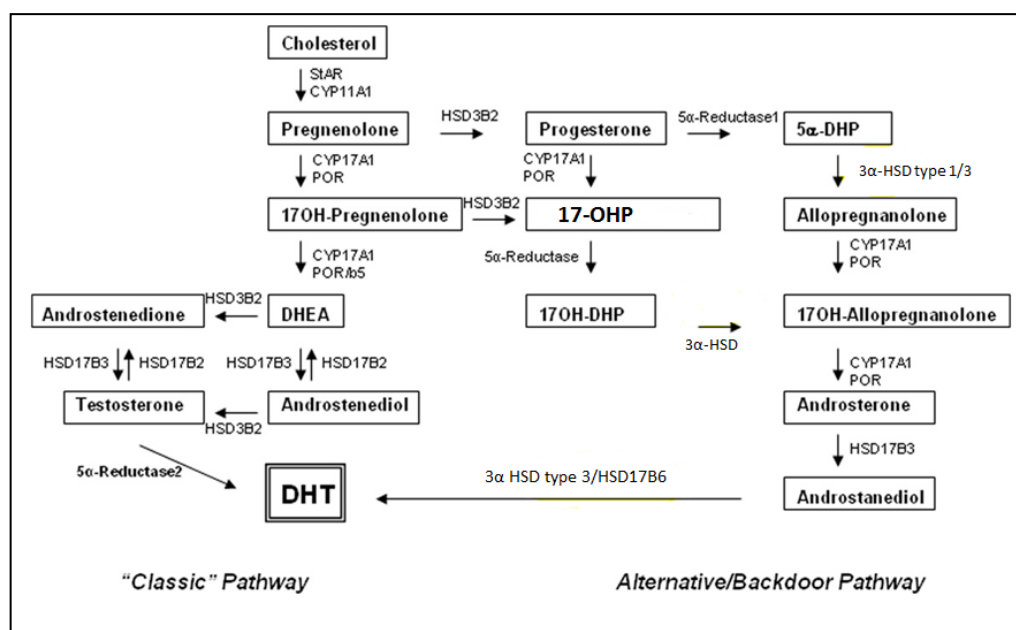 Cholesterol
StAR
CYP11A1
Pregnenolone
HSD3B2
Progesterone
5α-Reductase1
5α-DHP
CYP17A1
POR
CYP17A1
POR
3α-HSD type 1/3
17OH-Pregnenolone
HSD3B2
17-OHP
Allopregnanolone
CYP17A1
POR/b5
5α-Reductase
CYP17A1
POR
Androstenedione
HSD3B2
DHEA
17OH-DHP
3α-HSD
17OH-Allopregnanolone
HSD17B3
HSD17B2
HSD17B3
HSD17B2
CYP17A1
POR
Testosterone
HSD3B2
Androstenediol
Androsterone
5α-Reductase2
DHT
3α HSD type 3/HSD17B6
HSD17B3
Androstanediol
“Classic” Pathway
Alternative/Backdoor Pathway